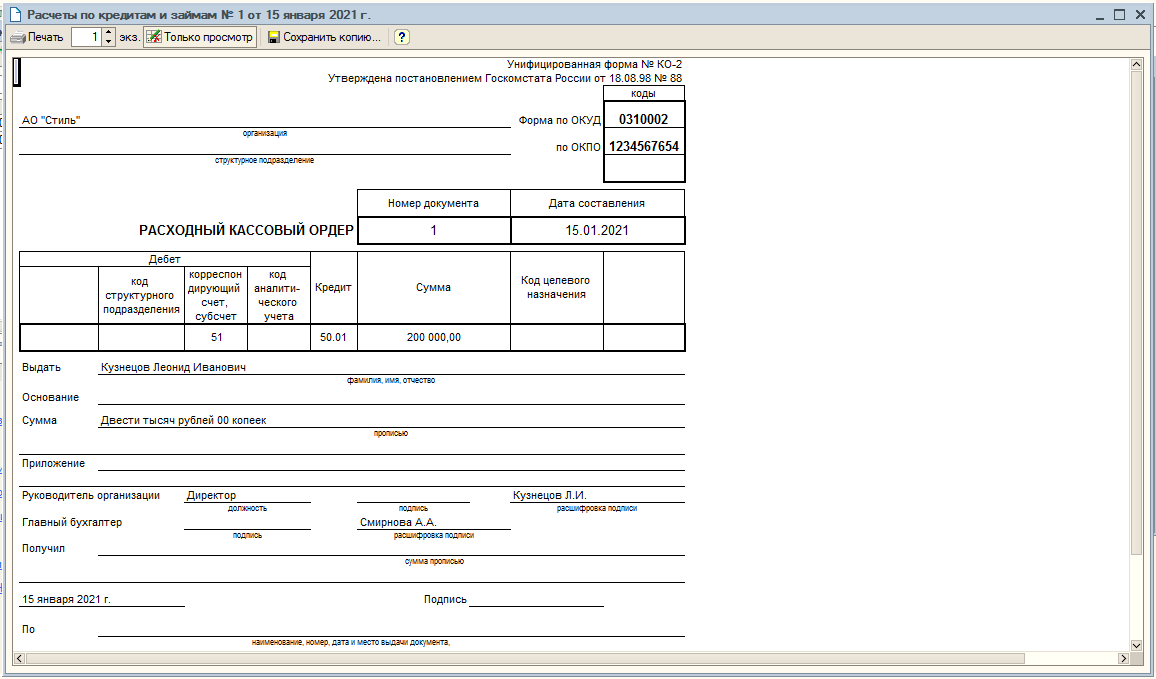 Расчеты по кредитам и займам № 1 от 15 января 2021 г.
Печать 1 экз. Только просмотр Сохранить копию... ?
Унифицированная форма № КО-2
Утверждена постановлением Госкомстата России от 18.08.98 № 88
коды
АО "Стиль" Форма по ОКУД 0310002
организация
по ОКПО 1234567654
структурное подразделение
Номер документа Дата составления
РАСХОДНЫЙ КАССОВЫЙ ОРДЕР 1 15.01.2021
Дебет
код структурного подразделения
корреспон дирующий счет, субсчет
код аналити- ческого учета
Кредит
Сумма
Код целевого назначения
51 50.01 200 000,00
Выдать Кузнецов Леонид Иванович
фамилия, имя, отчество
Основание
Сумма Двести тысяч рублей 00 копеек
прописью
Приложение
Руководитель организации Директор Кузнецов Л.И.
должность подпись расшифровка подписи
Главный бухгалтер Смирнова А.А.
подпись расшифровка подписи
Получил
сумма прописью
15 января 2021 г. Подпись
По
наименование, номер, дата и место выдачи документа,